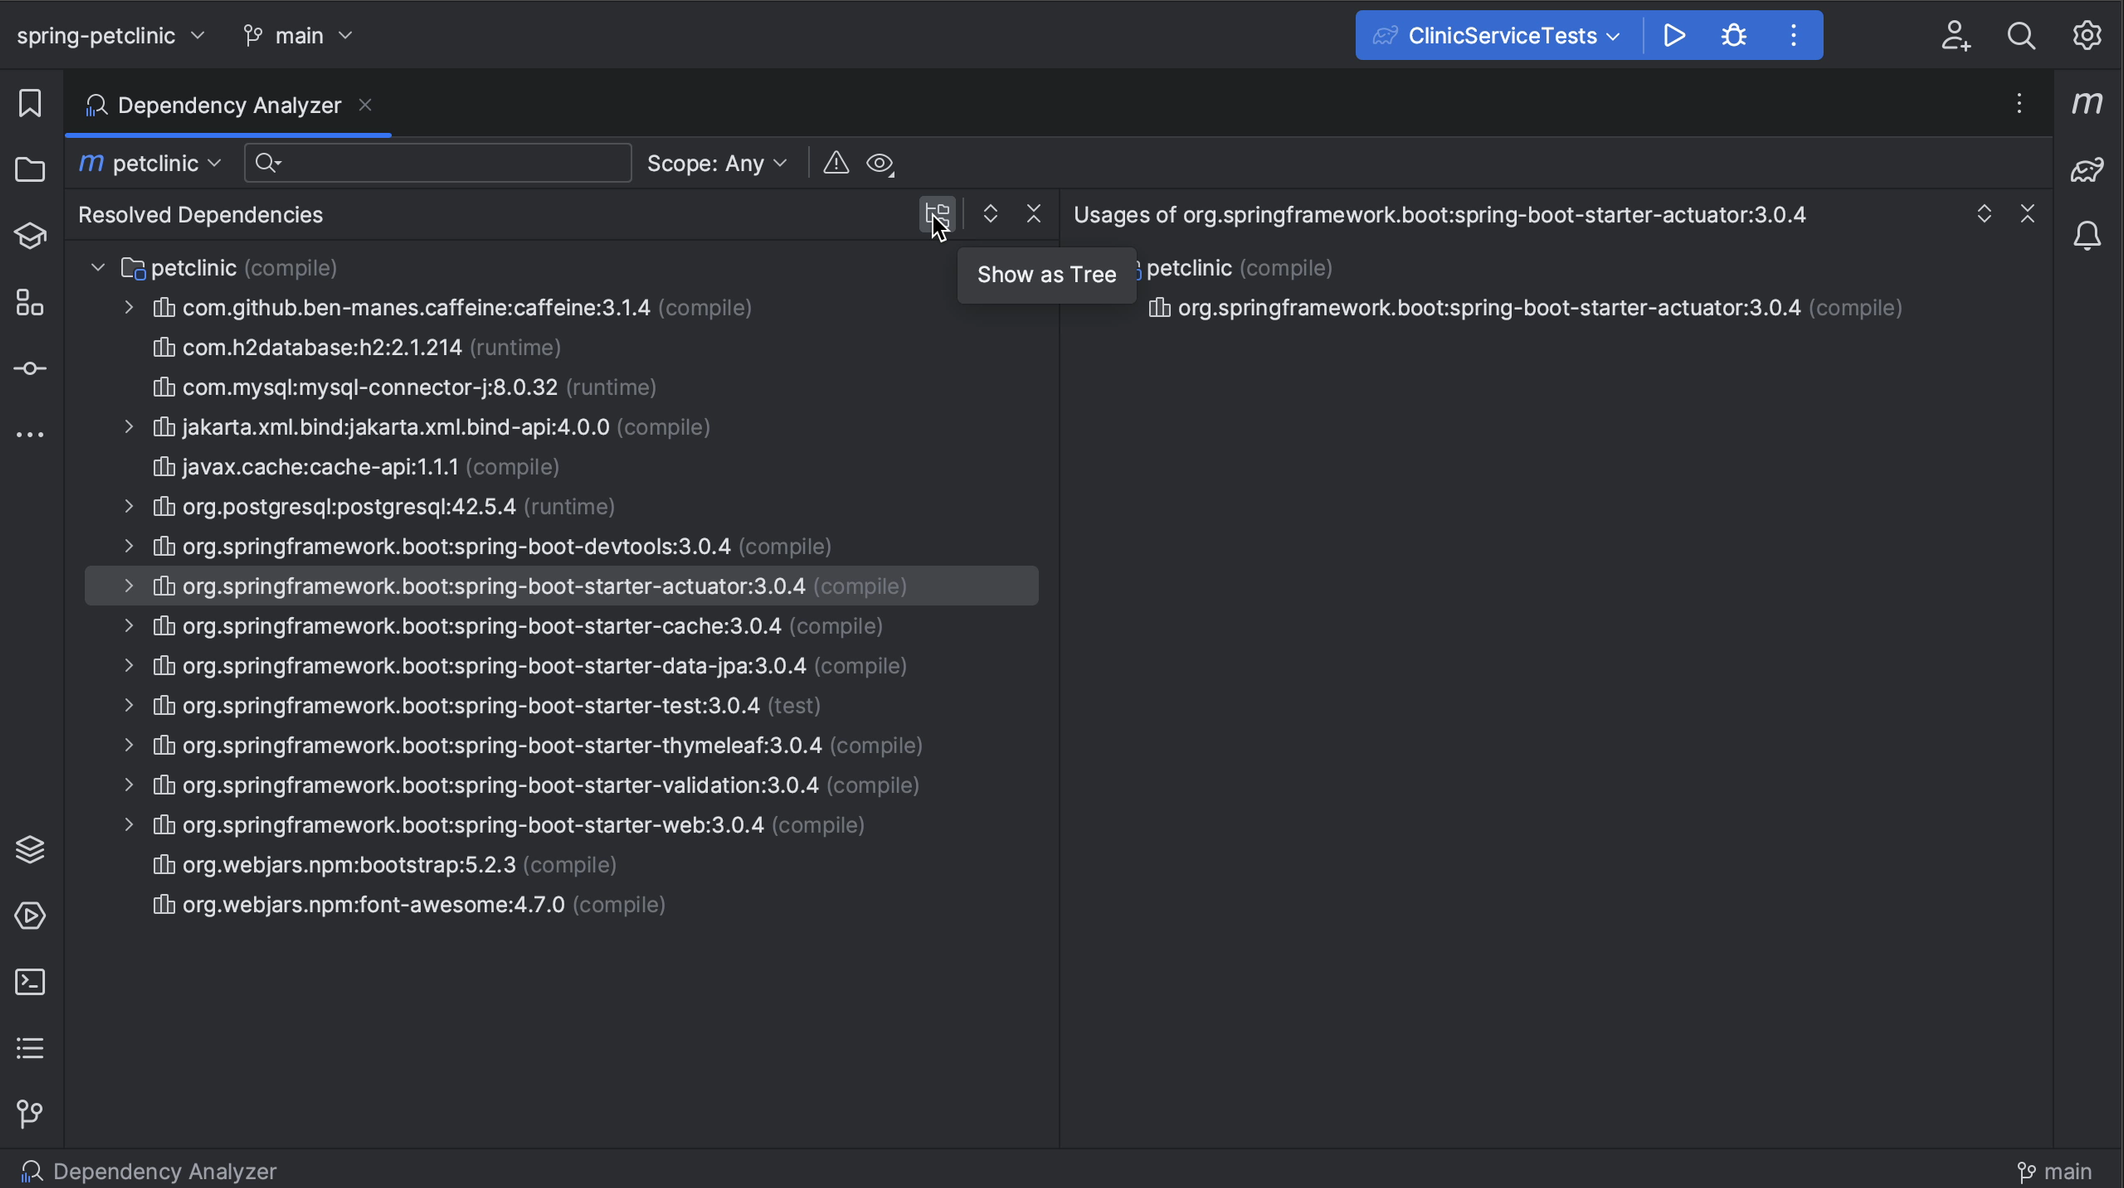 spring-petclinic main ClinicServiceTests
Dependency Analyzer
m petclinic Scope: Any
Resolved Dependencies
petclinic (compile)
com.github.ben-manes.caffeine:caffeine:3.1.4 (compile)
com.h2database:h2:2.1.214 (runtime)
com.mysql:mysql-connector-j:8.0.32 (runtime)
jakarta.xml.bind:jakarta.xml.bind-api:4.0.0 (compile)
javax.cache:cache-api:1.1.1 (compile)
org.postgresql:postgresql:42.5.4 (runtime)
org.springframework.boot:spring-boot-devtools:3.0.4 (compile)
org.springframework.boot:spring-boot-starter-actuator:3.0.4 (compile)
org.springframework.boot:spring-boot-starter-cache:3.0.4 (compile)
org.springframework.boot:spring-boot-starter-data-jpa:3.0.4 (compile)
org.springframework.boot:spring-boot-starter-test:3.0.4 (test)
org.springframework.boot:spring-boot-starter-thymeleaf:3.0.4 (compile)
org.springframework.boot:spring-boot-starter-validation:3.0.4 (compile)
org.springframework.boot:spring-boot-starter-web:3.0.4 (compile)
org.webjars.npm:bootstrap:5.2.3 (compile)
org.webjars.npm:font-awesome:4.7.0 (compile)
Show as Tree
Usages of org.springframework.boot:spring-boot-starter-actuator:3.0.4
petclinic (compile)
org.springframework.boot:spring-boot-starter-actuator:3.0.4 (compile)
m
Dependency Analyzer main